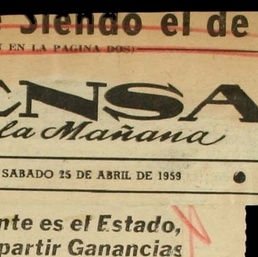 Siendo el de
EN LA PAGINA DOS)
ENSA
la Mañana
SABADO 25 DE ABRIL DE 1959
nte es el Estado,
partir Ganancias